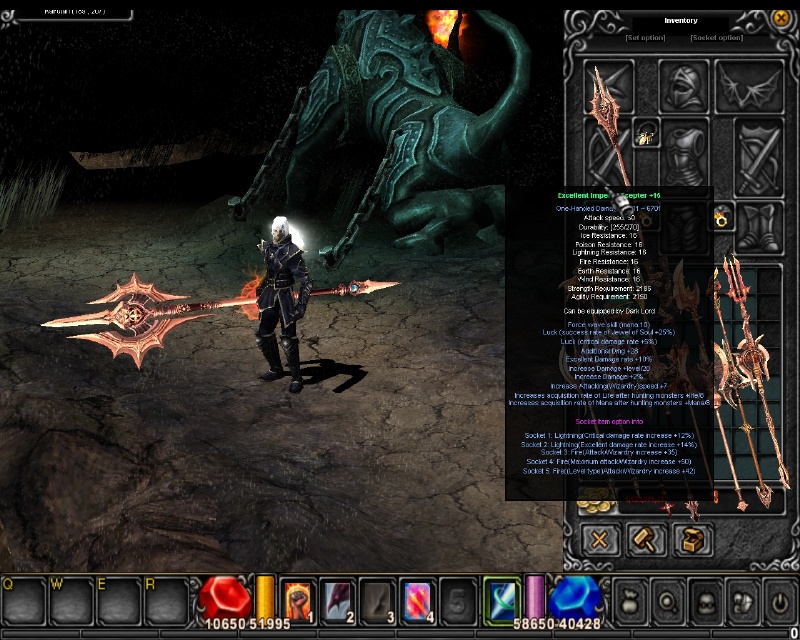 Inventory
[Set option] [Socket option]
Excellent Scepter +16
One-Handed
Attack speed: 50
Durability: [255/270]
Ice Resistance: 16
Poison Resistance: 16
Lightning Resistance: 16
Fire Resistance: 16
Earth Resistance: 16
Wind Resistance: 16
Strength Requirement: 2186
Agility Requirement: 2190
Can be equipped by Dark Lord
Force wave skill (mana:10)
Luck (success rate of Jewel of Soul +25%)
Luck (critical damage rate +5%)
Additional Dmg +28
Excellent Damage rate +10%
Increase Damage +level/20
Increase Damage +2%
Increase Attacking(Wizardry)speed +7
Increases acquisition rate of Life after hunting monsters +life/8
Increases acquisition rate of Mana after hunting monsters +Mana/8
Socket item option info
Socket 1: Lightning(Critical damage rate increase +12%)
Socket 2: Lightning(Excellent damage rate increase +14%)
Socket 3: Fire(Attack/Wizardry increase +35)
Socket 4: Fire(Maximum attack/Wizardry increase +50)
Socket 5: Fire((Level type)Attack/Wizardry increase +42)
Q W E R
1 2 3 4 5
10650 51995 58650 40428
0